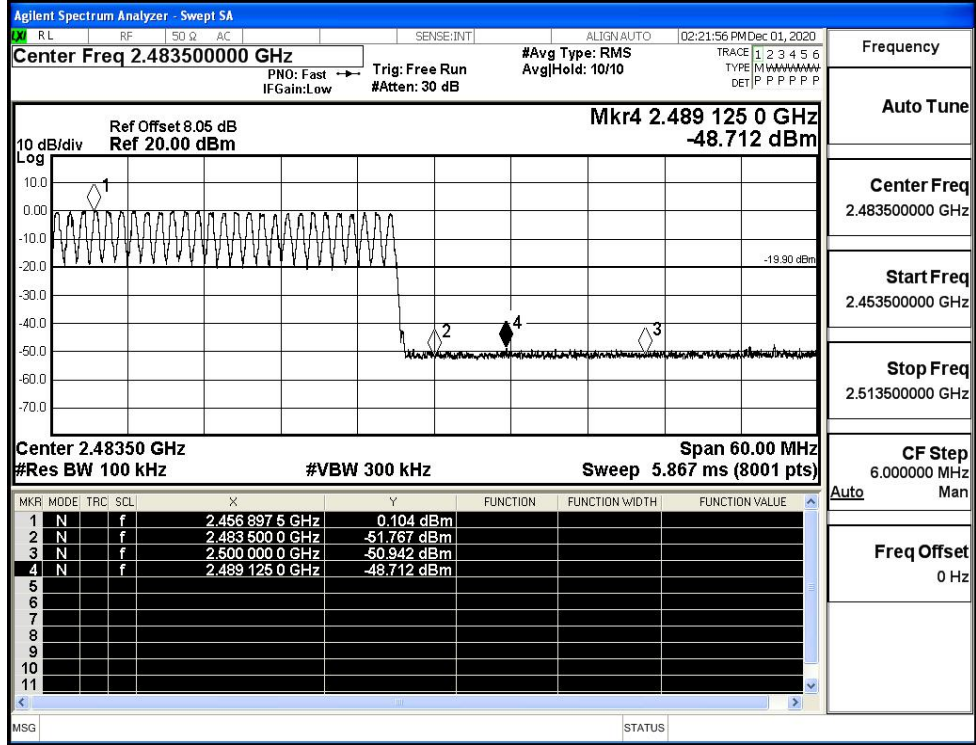 Agilent Spectrum Analyzer - Swept SA
LXI RL RF 50 Ω AC SENSE:INT ALIGN AUTO 02:21:56 PM Dec 01, 2020
Center Freq 2.483500000 GHz
PNO: Fast
IFGain:Low
Trig: Free Run
#Atten: 30 dB
#Avg Type: RMS
Avg|Hold: 10/10
TRACE 1 2 3 4 5 6
TYPE M W W W W W
DET P P P P P P
Mkr4 2.489 125 0 GHz
-48.712 dBm
Ref Offset 8.05 dB
10 dB/div Ref 20.00 dBm
Log
10.0
0.00
-10.0
-20.0
-30.0
-40.0
-50.0
-60.0
-70.0
1
2
4
3
-19.90 dBm
Center 2.48350 GHz Span 60.00 MHz
#Res BW 100 kHz #VBW 300 kHz Sweep 5.867 ms (8001 pts)
MKR MODE TRC SCL X Y FUNCTION FUNCTION WIDTH FUNCTION VALUE
1 N f 2.456 897 5 GHz 0.104 dBm
2 N f 2.483 500 0 GHz -51.767 dBm
3 N f 2.500 000 0 GHz -50.942 dBm
4 N f 2.489 125 0 GHz -48.712 dBm
5
6
7
8
9
10
11
MSG STATUS
Frequency
Auto Tune
Center Freq
2.483500000 GHz
Start Freq
2.453500000 GHz
Stop Freq
2.513500000 GHz
CF Step
6.000000 MHz
Auto Man
Freq Offset
0 Hz